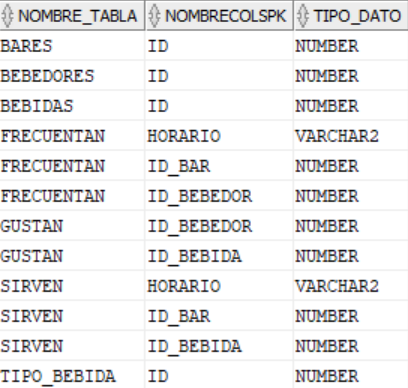 NOMBRE_TABLA NOMBRECOLSPK TIPO_DATO
BARES ID NUMBER
BEBEDORES ID NUMBER
BEBIDAS ID NUMBER
FRECUENTAN HORARIO VARCHAR2
FRECUENTAN ID_BAR NUMBER
FRECUENTAN ID_BEBEDOR NUMBER
GUSTAN ID_BEBEDOR NUMBER
GUSTAN ID_BEBIDA NUMBER
SIRVEN HORARIO VARCHAR2
SIRVEN ID_BAR NUMBER
SIRVEN ID_BEBIDA NUMBER
TIPO_BEBIDA ID NUMBER